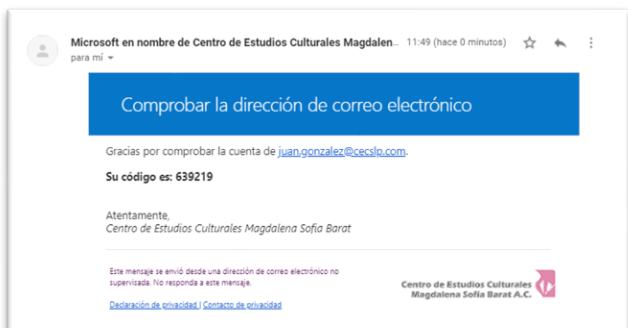 Microsoft en nombre de Centro de Estudios Culturales Magdalen... 11:49 (hace 0 minutos)
para mí
Comprobar la dirección de correo electrónico
Gracias por comprobar la cuenta de juan.gonzalez@cecslp.com.
Su código es: 639219
Atentamente,
Centro de Estudios Culturales Magdalena Sofia Barat
Este mensaje se envió desde una dirección de correo electrónico no
supervisada. No responda a este mensaje.
Declaración de privacidad | Contacto de privacidad
Centro de Estudios Culturales
Magdalena Sofía Barat A.C.